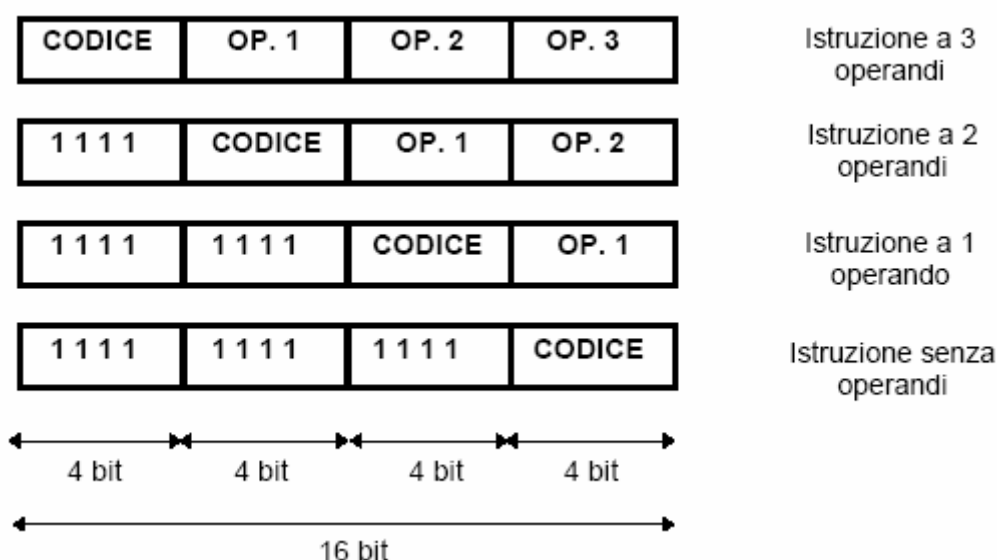 CODICE OP. 1 OP. 2 OP. 3
Istruzione a 3
operandi
1 1 1 1 CODICE OP. 1 OP. 2
Istruzione a 2
operandi
1 1 1 1 1 1 1 1 CODICE OP. 1
Istruzione a 1
operando
1 1 1 1 1 1 1 1 1 1 1 1 CODICE
Istruzione senza
operandi
4 bit 4 bit 4 bit 4 bit
16 bit